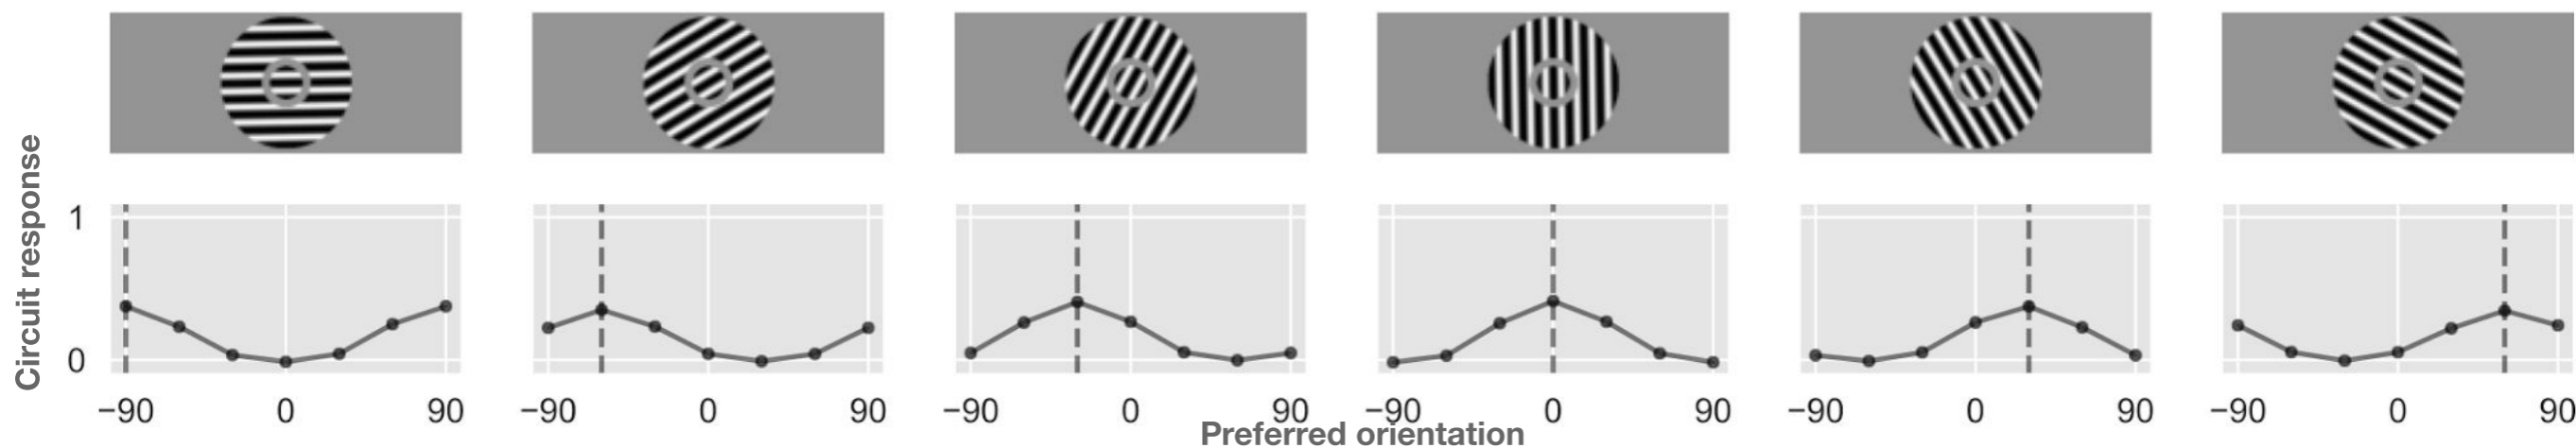 Circuit response
1
0
−90 0 90 −90 0 90 −90 0 90 −90 0 90 −90 0 90 −90 0 90
Preferred orientation